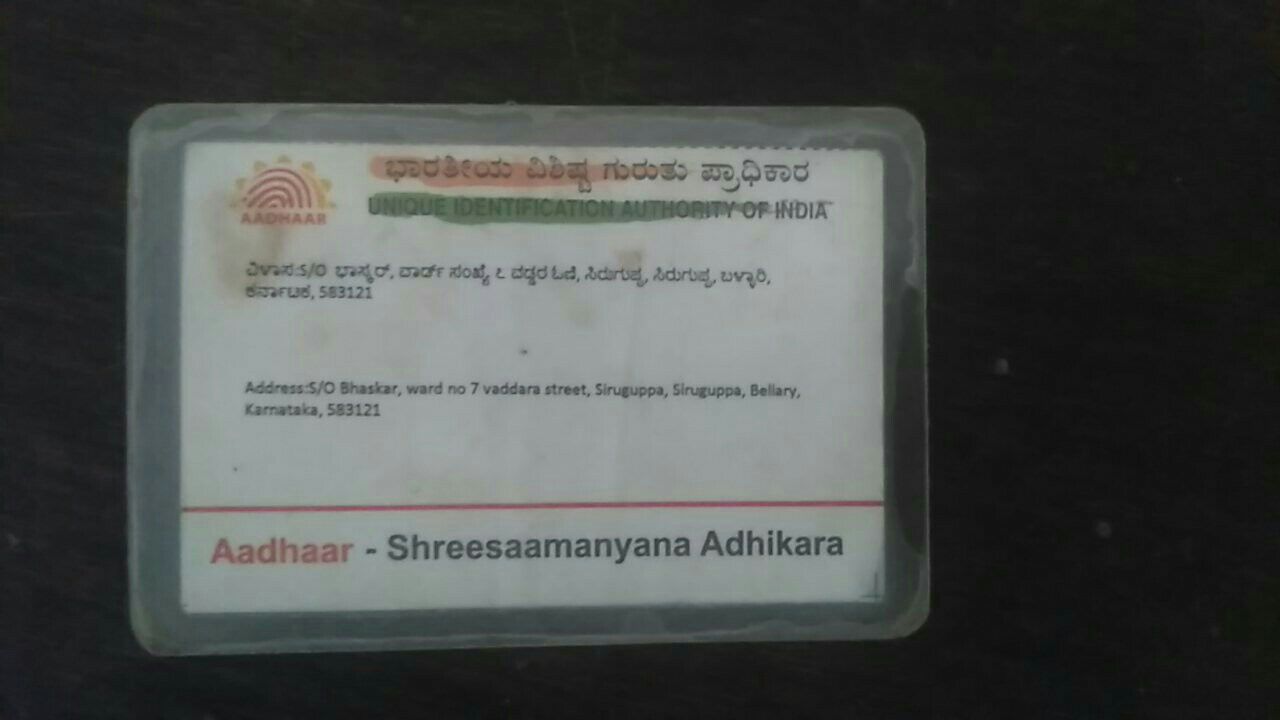 ಭಾರತೀಯ ವಿಶಿಷ್ಟ ಗುರುತು ಪ್ರಾಧಿಕಾರ
AADHAAR
UNIQUE IDENTIFICATION AUTHORITY OF INDIA
ವಿಳಾಸ:S/O ಭಾಸ್ಕರ್, ವಾರ್ಡ್ ಸಂಖ್ಯೆ ೭ ವಡ್ಡರ ಓಣಿ, ಸಿರುಗುಪ್ಪ, ಸಿರುಗುಪ್ಪ, ಬಳ್ಳಾರಿ,
ಕರ್ನಾಟಕ, 583121
Address:S/O Bhaskar, ward no 7 vaddara street, Siruguppa, Siruguppa, Bellary,
Karnataka, 583121
Aadhaar - Shreesaamanyana Adhikara